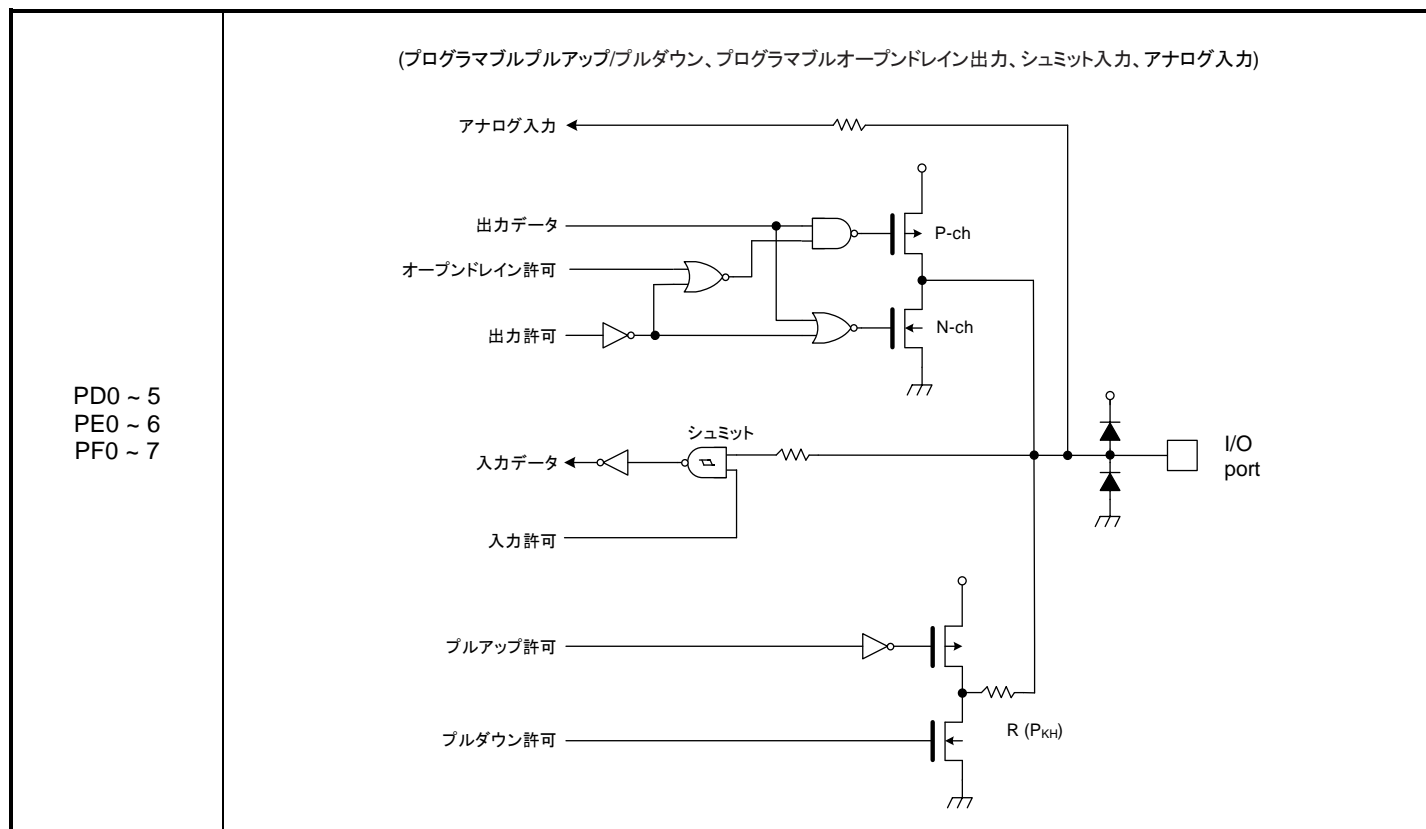 (プログラマブルプルアップ/プルダウン、プログラマブルオープンドレイン出力、シュミット入力、アナログ入力)
アナログ入力
出力データ
P-ch
オープンドレイン許可
出力許可
N-ch
PD0 ~ 5
PE0 ~ 6
PF0 ~ 7
シュミット
入力データ
I/O
port
入力許可
プルアップ許可
R (PKH)
プルダウン許可